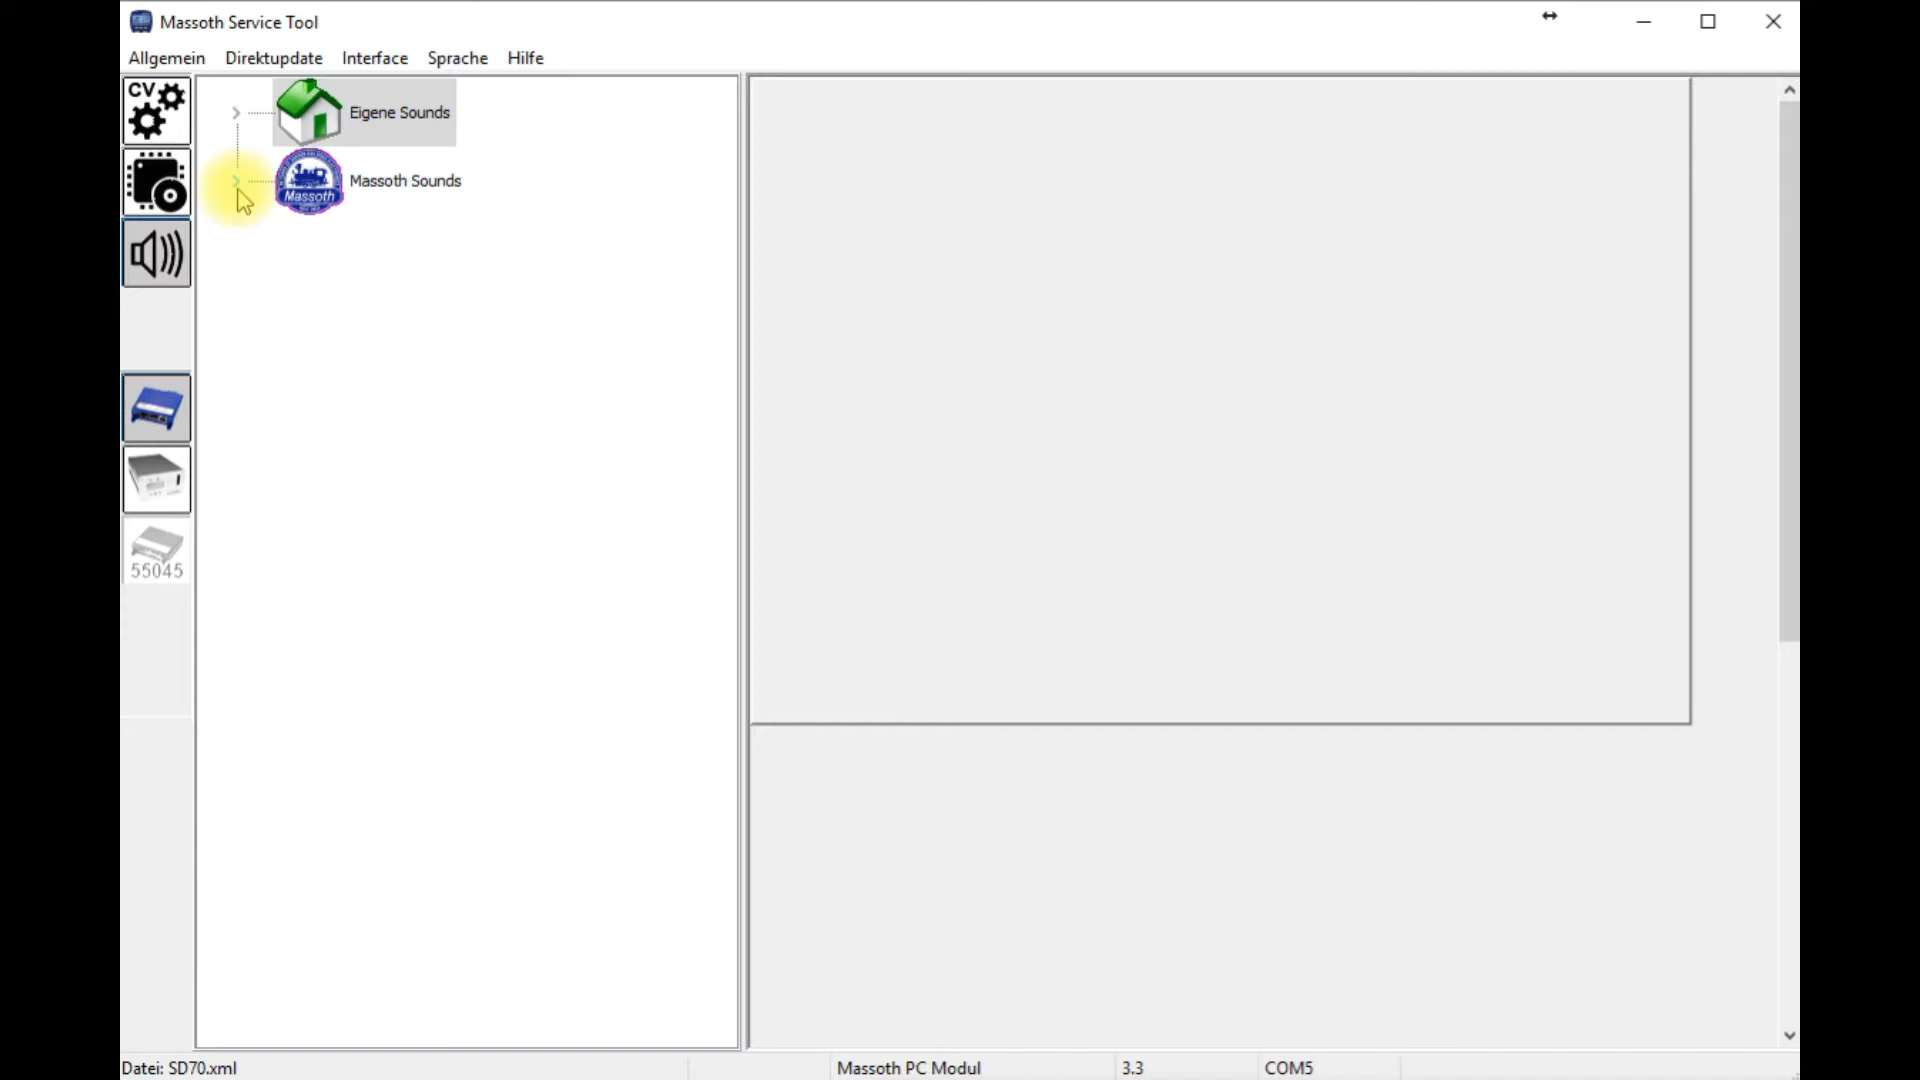 Massoth Service Tool
Allgemein Direktupdate Interface Sprache Hilfe
CV
Eigene Sounds
Massoth Sounds
Massoth
55045
Datei: SD70.xml
Massoth PC Modul
3.3
COM5